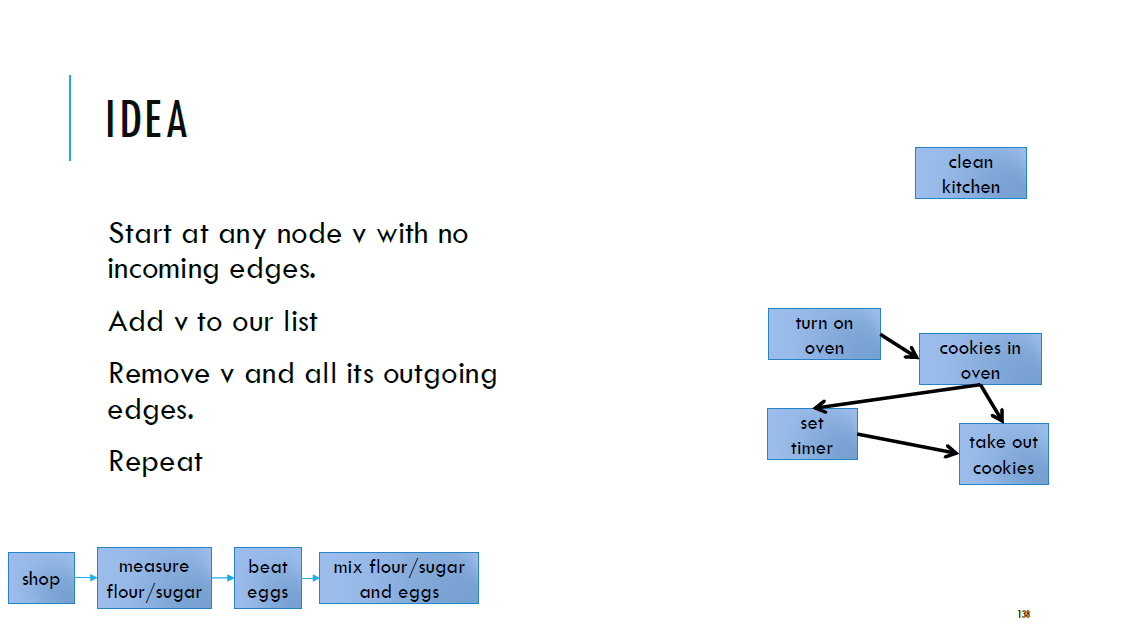 IDEA
Start at any node v with no
incoming edges.
Add v to our list
Remove v and all its outgoing
edges.
Repeat
clean
kitchen
turn on
oven
cookies in
oven
set
timer
take out
cookies
shop
measure
flour/sugar
beat
eggs
mix flour/sugar
and eggs
138